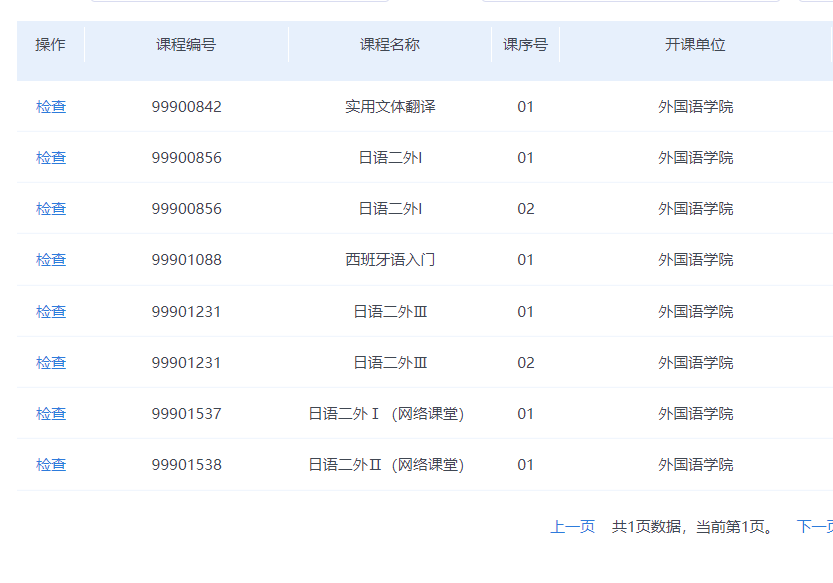 操作 课程编号 课程名称 课序号 开课单位
检查 99900842 实用文体翻译 01 外国语学院
检查 99900856 日语二外Ⅰ 01 外国语学院
检查 99900856 日语二外Ⅰ 02 外国语学院
检查 99901088 西班牙语入门 01 外国语学院
检查 99901231 日语二外Ⅲ 01 外国语学院
检查 99901231 日语二外Ⅲ 02 外国语学院
检查 99901537 日语二外Ⅰ（网络课堂） 01 外国语学院
检查 99901538 日语二外Ⅱ（网络课堂） 01 外国语学院
上一页 共1页数据，当前第1页。 下一页